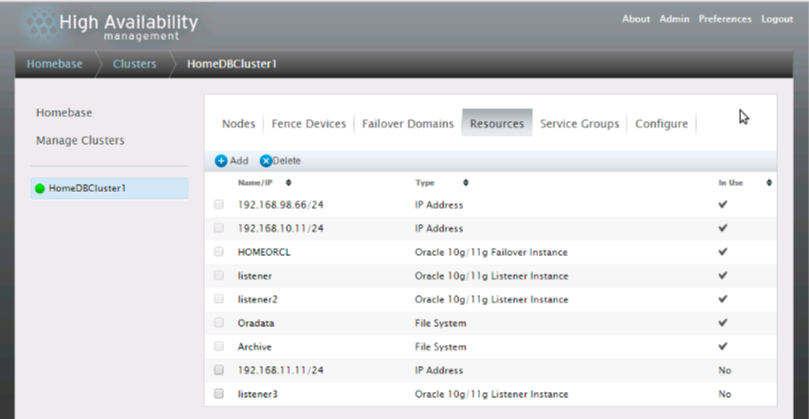 High Availability
management
About Admin Preferences Logout
Homebase Clusters HomeDBCluster1
Homebase
Manage Clusters
HomeDBCluster1
Nodes Fence Devices Failover Domains Resources Service Groups Configure
Add Delete
Name/IP Type In Use
192.168.98.66/24 IP Address
192.168.10.11/24 IP Address
HOMEORCL Oracle 10g/11g Failover Instance
listener Oracle 10g/11g Listener Instance
listener2 Oracle 10g/11g Listener Instance
Oradata File System
Archive File System
192.168.11.11/24 IP Address No
listener3 Oracle 10g/11g Listener Instance No